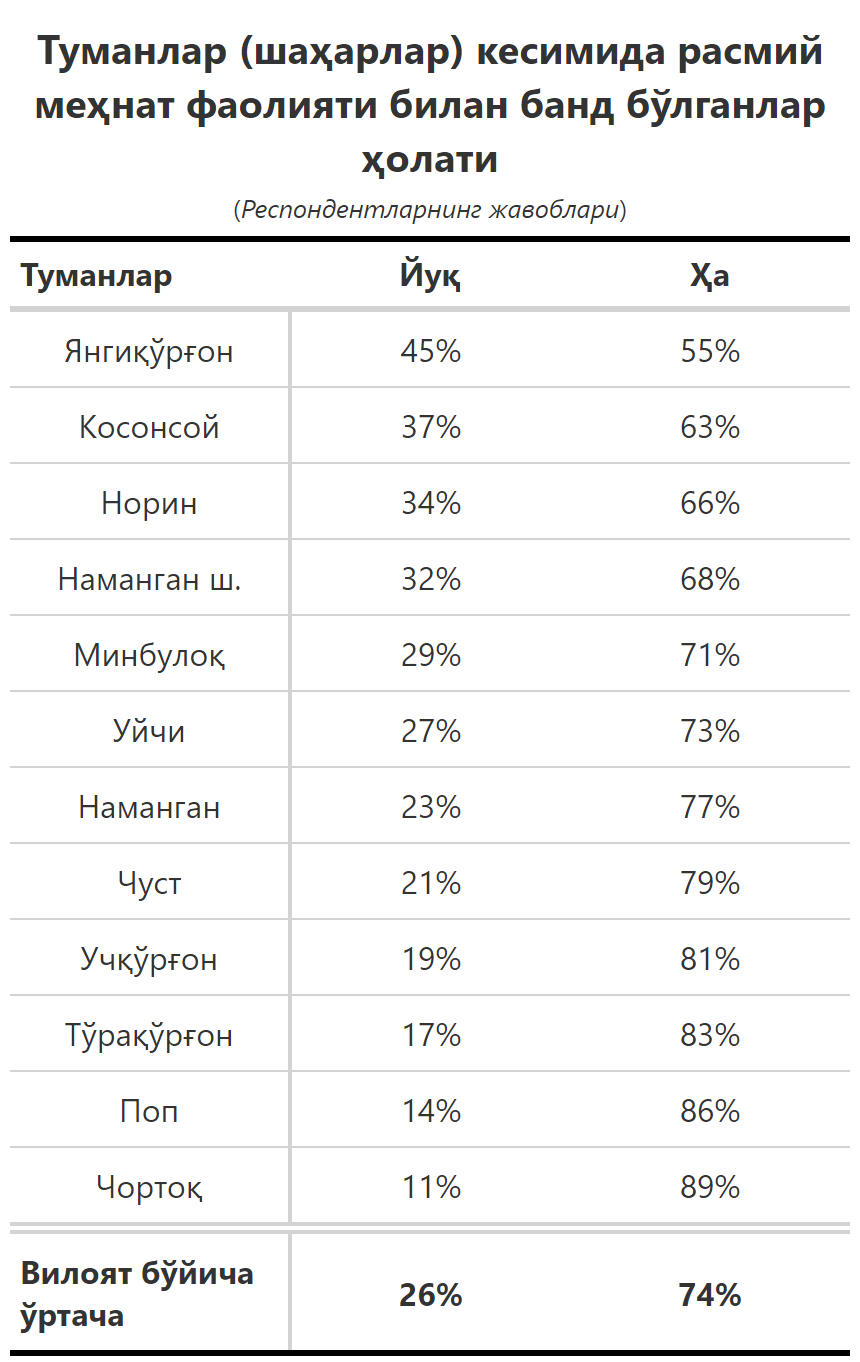 Туманлар (шаҳарлар) кесимида расмий
меҳнат фаолияти билан банд бўлганлар
ҳолати
(Респондентларнинг жавоблари)
Туманлар Йуқ Ҳа
Янгиқўрғон 45% 55%
Косонсой 37% 63%
Норин 34% 66%
Наманган ш. 32% 68%
Минбулоқ 29% 71%
Уйчи 27% 73%
Наманган 23% 77%
Чуст 21% 79%
Учқўрғон 19% 81%
Тўрақўрғон 17% 83%
Поп 14% 86%
Чортоқ 11% 89%
Вилоят бўйича
ўртача 26% 74%